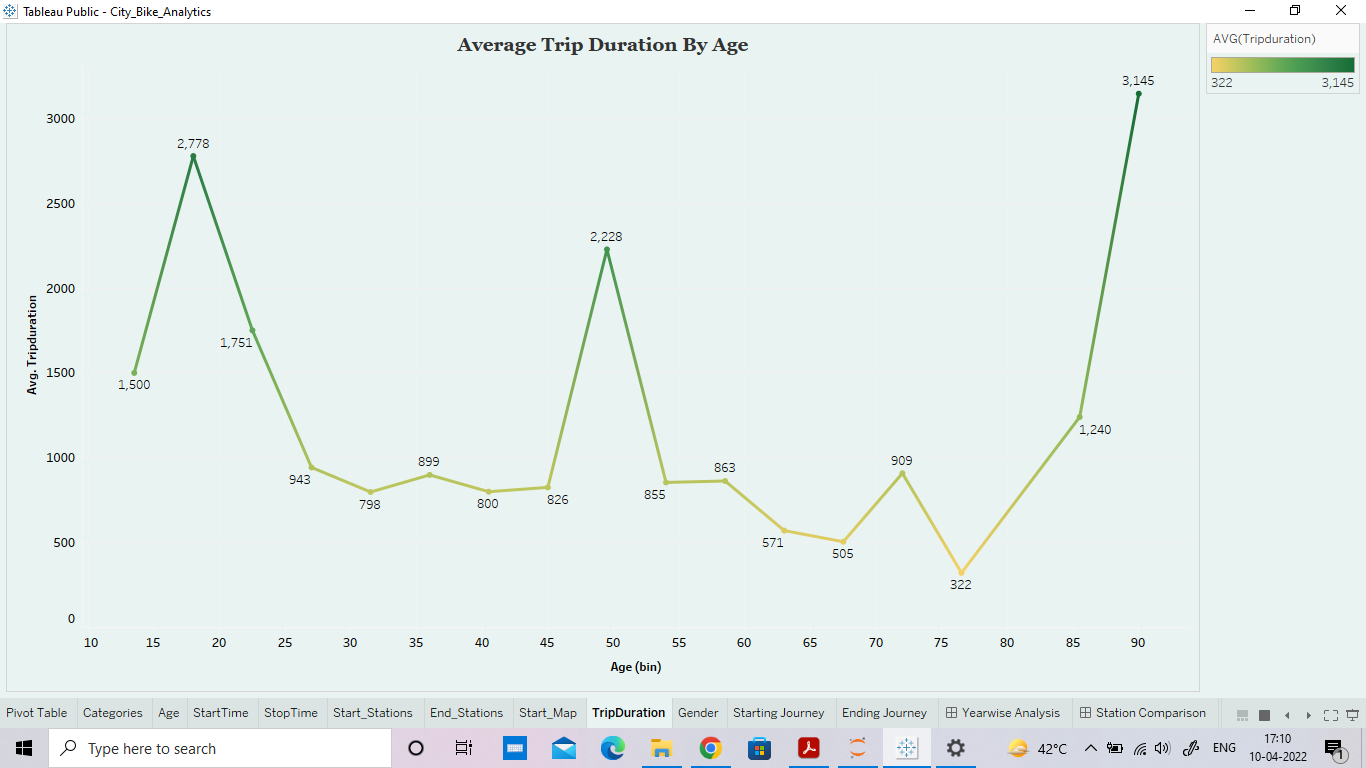 Tableau Public - City_Bike_Analytics
Average Trip Duration By Age
AVG(Tripduration)
322 3,145
3,145
3000
2,778
2500
2,228
2000
1,751
1500
1,500
1,240
1000
943
899
909
863
855
826
798
800
500
571
505
322
0
Avg. Tripduration
10 15 20 25 30 35 40 45 50 55 60 65 70 75 80 85 90
Age (bin)
Pivot Table Categories Age StartTime StopTime Start_Stations End_Stations Start_Map TripDuration Gender Starting Journey Ending Journey Yearwise Analysis Station Comparison
Type here to search
42°C
ENG
17:10
10-04-2022
1